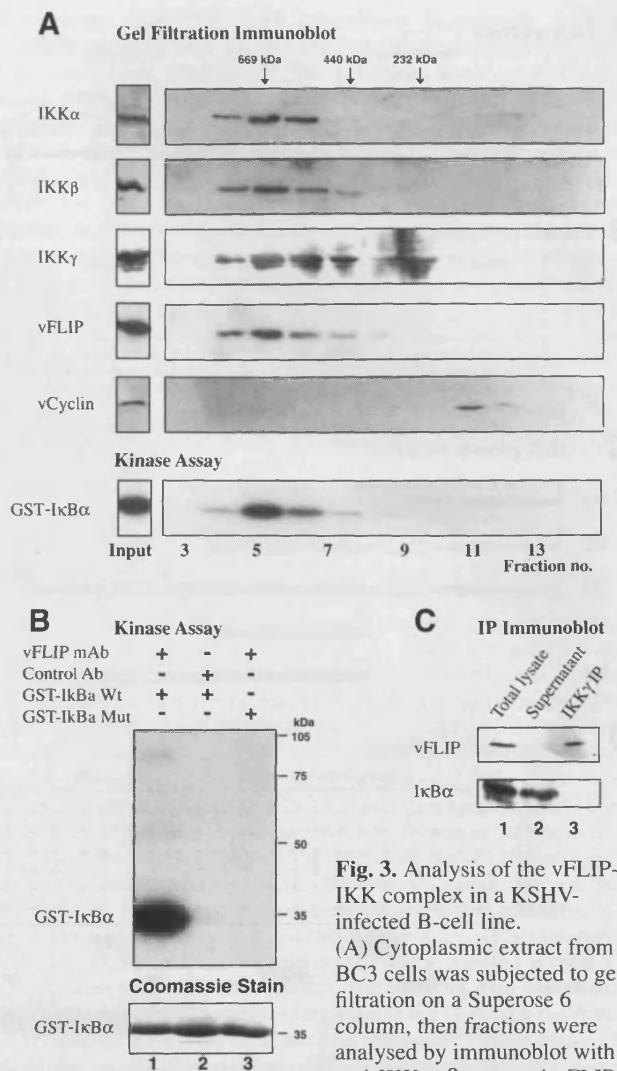 A
Gel Filtration Immunoblot
669 kDa 440 kDa 232 kDa
IKKα
IKKβ
IKKγ
vFLIP
vCyclin
Kinase Assay
GST-IκBα
Input 3 5 7 9 11 13
Fraction no.
B
Kinase Assay
vFLIP mAb + - +
Control Ab - + -
GST-IkBa Wt + + -
GST-IkBa Mut - - +
kDa
105
75
50
GST-IκBα 35
Coomassie Stain
GST-IκBα 35
1 2 3
C
IP Immunoblot
Total lysate Supernatant IKKγ IP
vFLIP
IκBα
1 2 3
Fig. 3. Analysis of the vFLIP-
IKK complex in a KSHV-
infected B-cell line.
(A) Cytoplasmic extract from
BC3 cells was subjected to gel
filtration on a Superose 6
column, then fractions were
analysed by immunoblot with